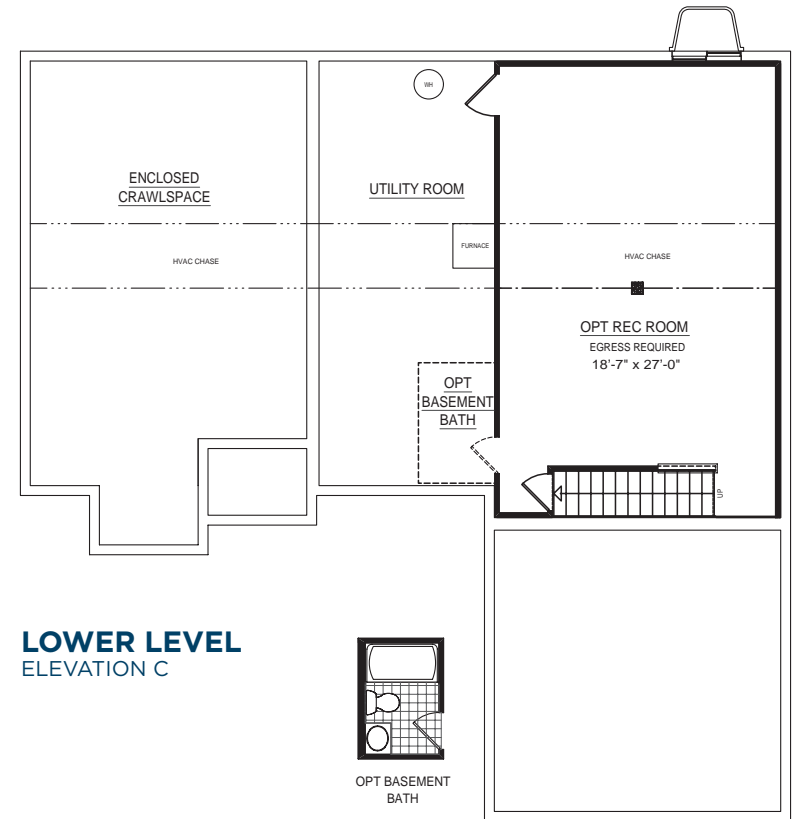 WH
ENCLOSED
CRAWLSPACE
UTILITY ROOM
FURNACE
HVAC CHASE
HVAC CHASE
OPT REC ROOM
EGRESS REQUIRED
18'-7" x 27'-0"
OPT
BASEMENT
BATH
UP
LOWER LEVEL
ELEVATION C
OPT BASEMENT
BATH